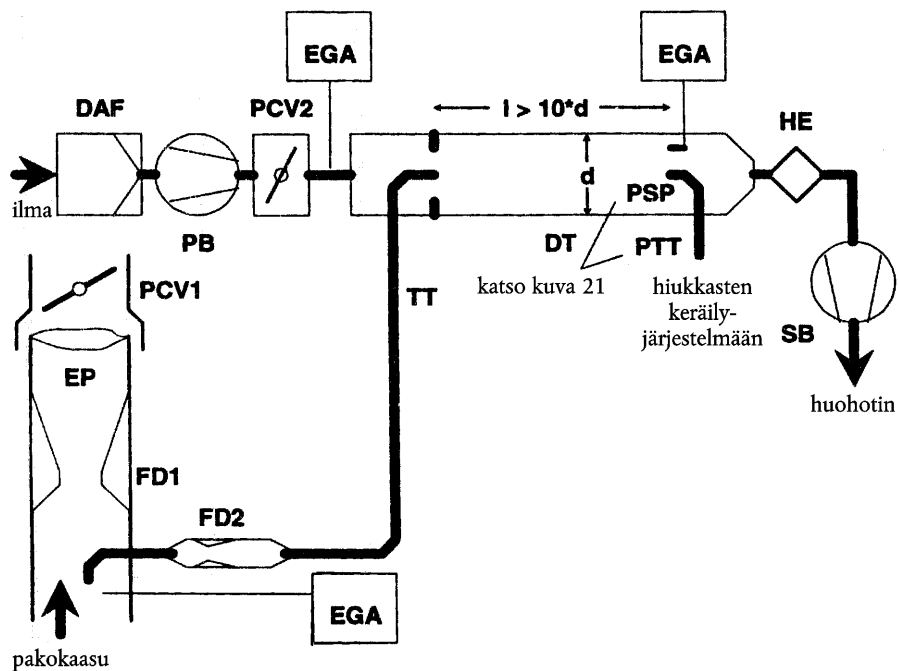 EGA
EGA
DAF
PCV2
l > 10*d
HE
d
ilma
PSP
PB
DT
PTT
PCV1
TT
katso kuva 21
hiukkasten
keräily-
järjestelmään
SB
EP
huohotin
FD1
FD2
EGA
pakokaasu